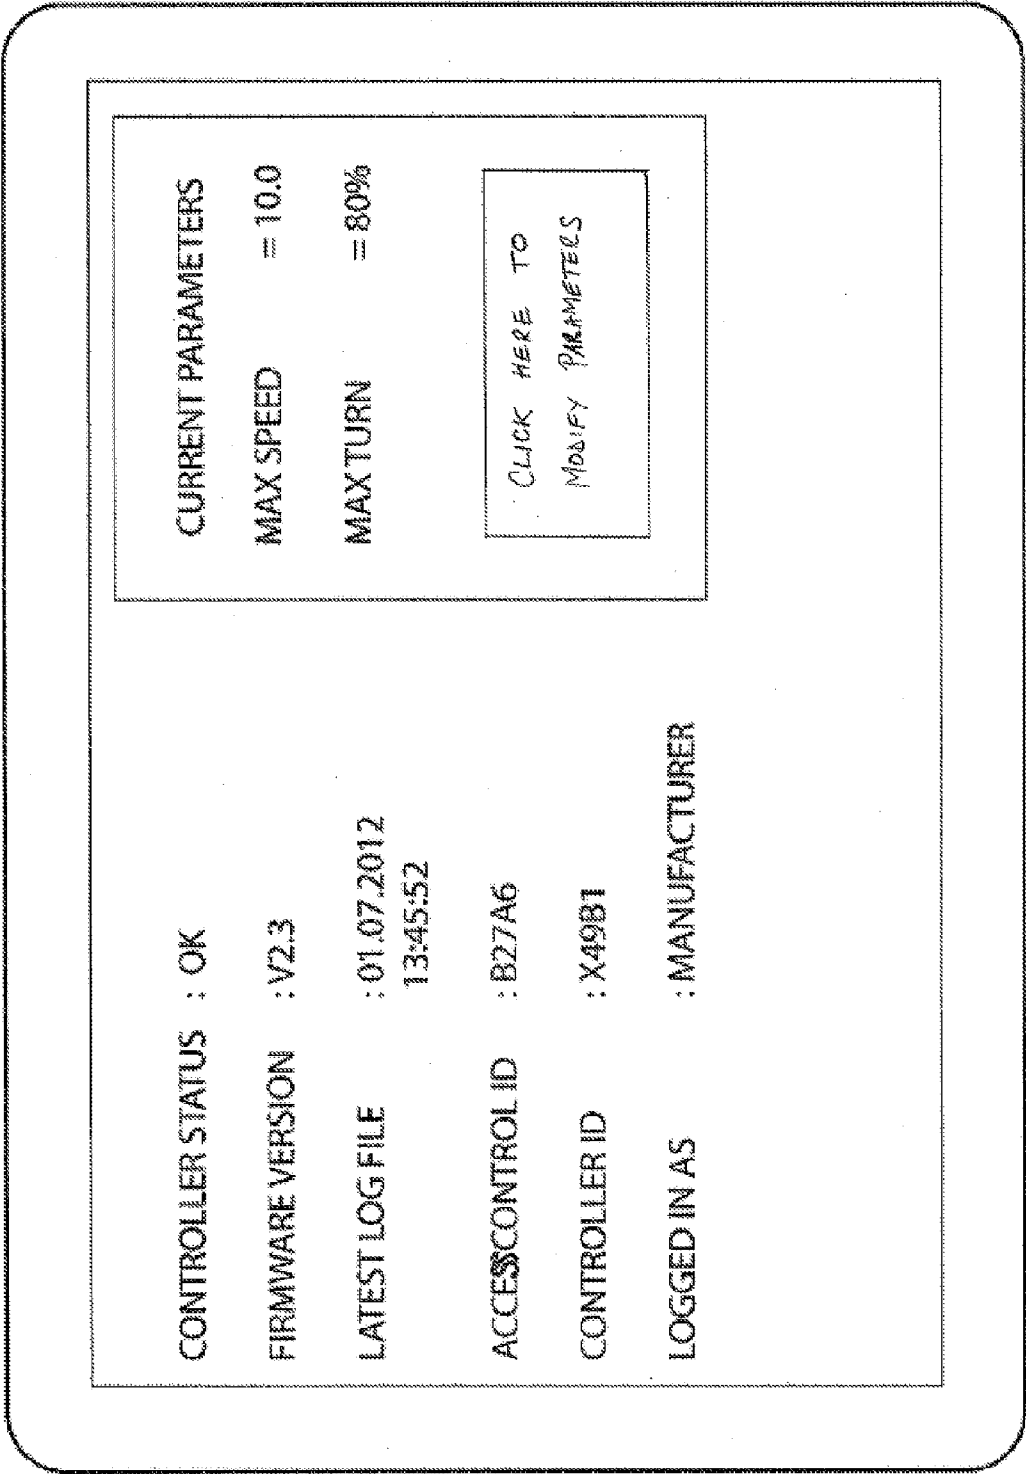 CONTROLLER STATUS : OK
FIRMWARE VERSION : V2.3
LATEST LOG FILE : 01.07.2012
13:45:52
ACCESSCONTROL ID : B27A6
CONTROLLER ID : X49B1
LOGGED IN AS : MANUFACTURER
CURRENT PARAMETERS
MAX SPEED = 10.0
MAX TURN = 80%
CLICK HERE TO
MODIFY PARAMETERS